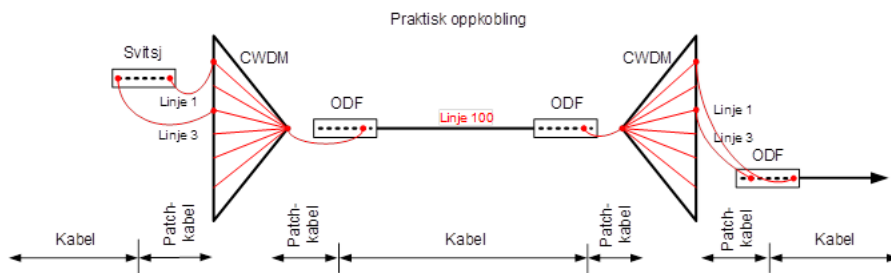 Praktisk oppkobling
Svitsj
CWDM
CWDM
ODF
Linje 100
ODF
Linje 1
Linje 3
Linje 1
Linje 3
ODF
Kabel
Patch-
kabel
Patch-
kabel
Kabel
Patch-
kabel
Patch-
kabel
Kabel